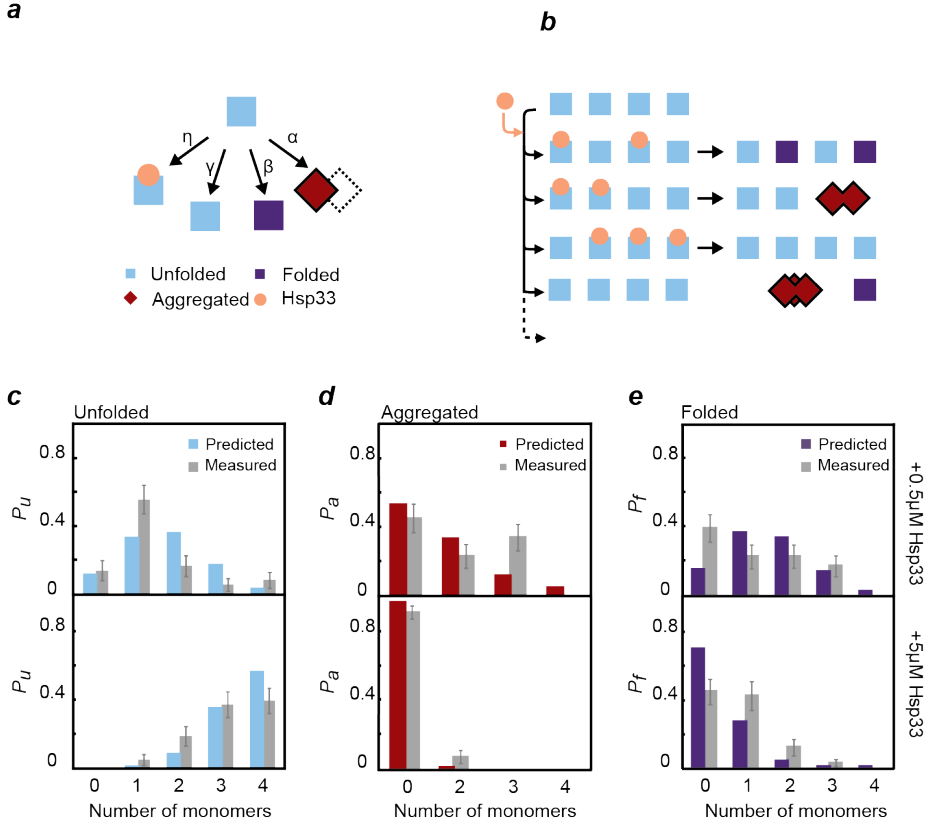 a
b
η
γ
β
α
Unfolded
Folded
Aggregated
Hsp33
c
Unfolded
Predicted
Measured
Pu
0.8
0.4
0
Pu
0.8
0.4
0
0 1 2 3 4
Number of monomers
d
Aggregated
Predicted
Measured
Pa
0.8
0.4
0
Pa
0.8
0.4
0
0 2 3 4
Number of monomers
e
Folded
Predicted
Measured
Pf
0.8
0.4
0
+0.5μM Hsp33
Pf
0.8
0.4
0
+5μM Hsp33
0 1 2 3 4
Number of monomers